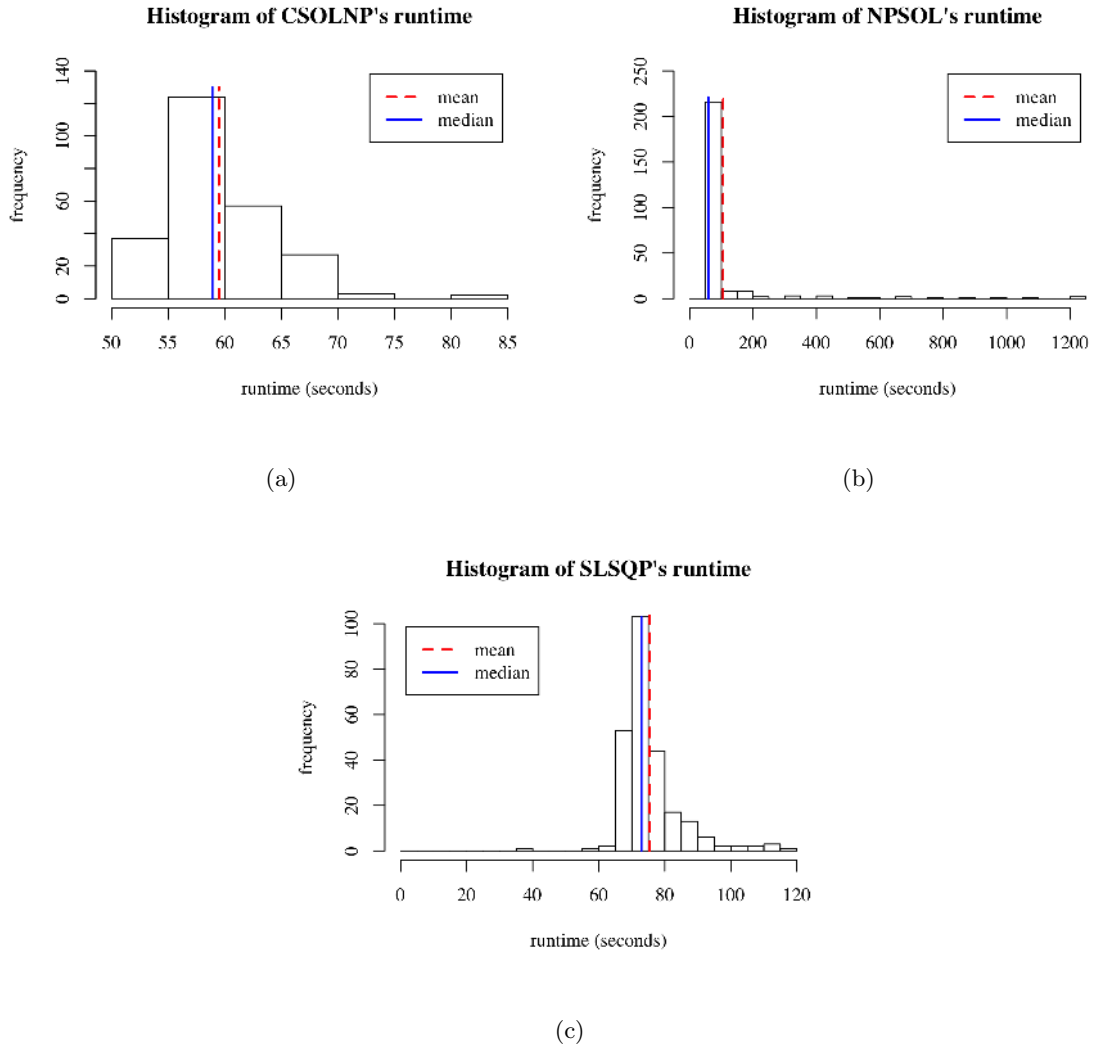 Histogram of CSOLNP's runtime
140
100
60
20
0
frequency
mean
median
50 55 60 65 70 75 80 85
runtime (seconds)
(a)
Histogram of NPSOL's runtime
250
200
150
100
50
0
frequency
mean
median
0 200 400 600 800 1000 1200
runtime (seconds)
(b)
Histogram of SLSQP's runtime
100
80
60
40
20
0
frequency
mean
median
0 20 40 60 80 100 120
runtime (seconds)
(c)